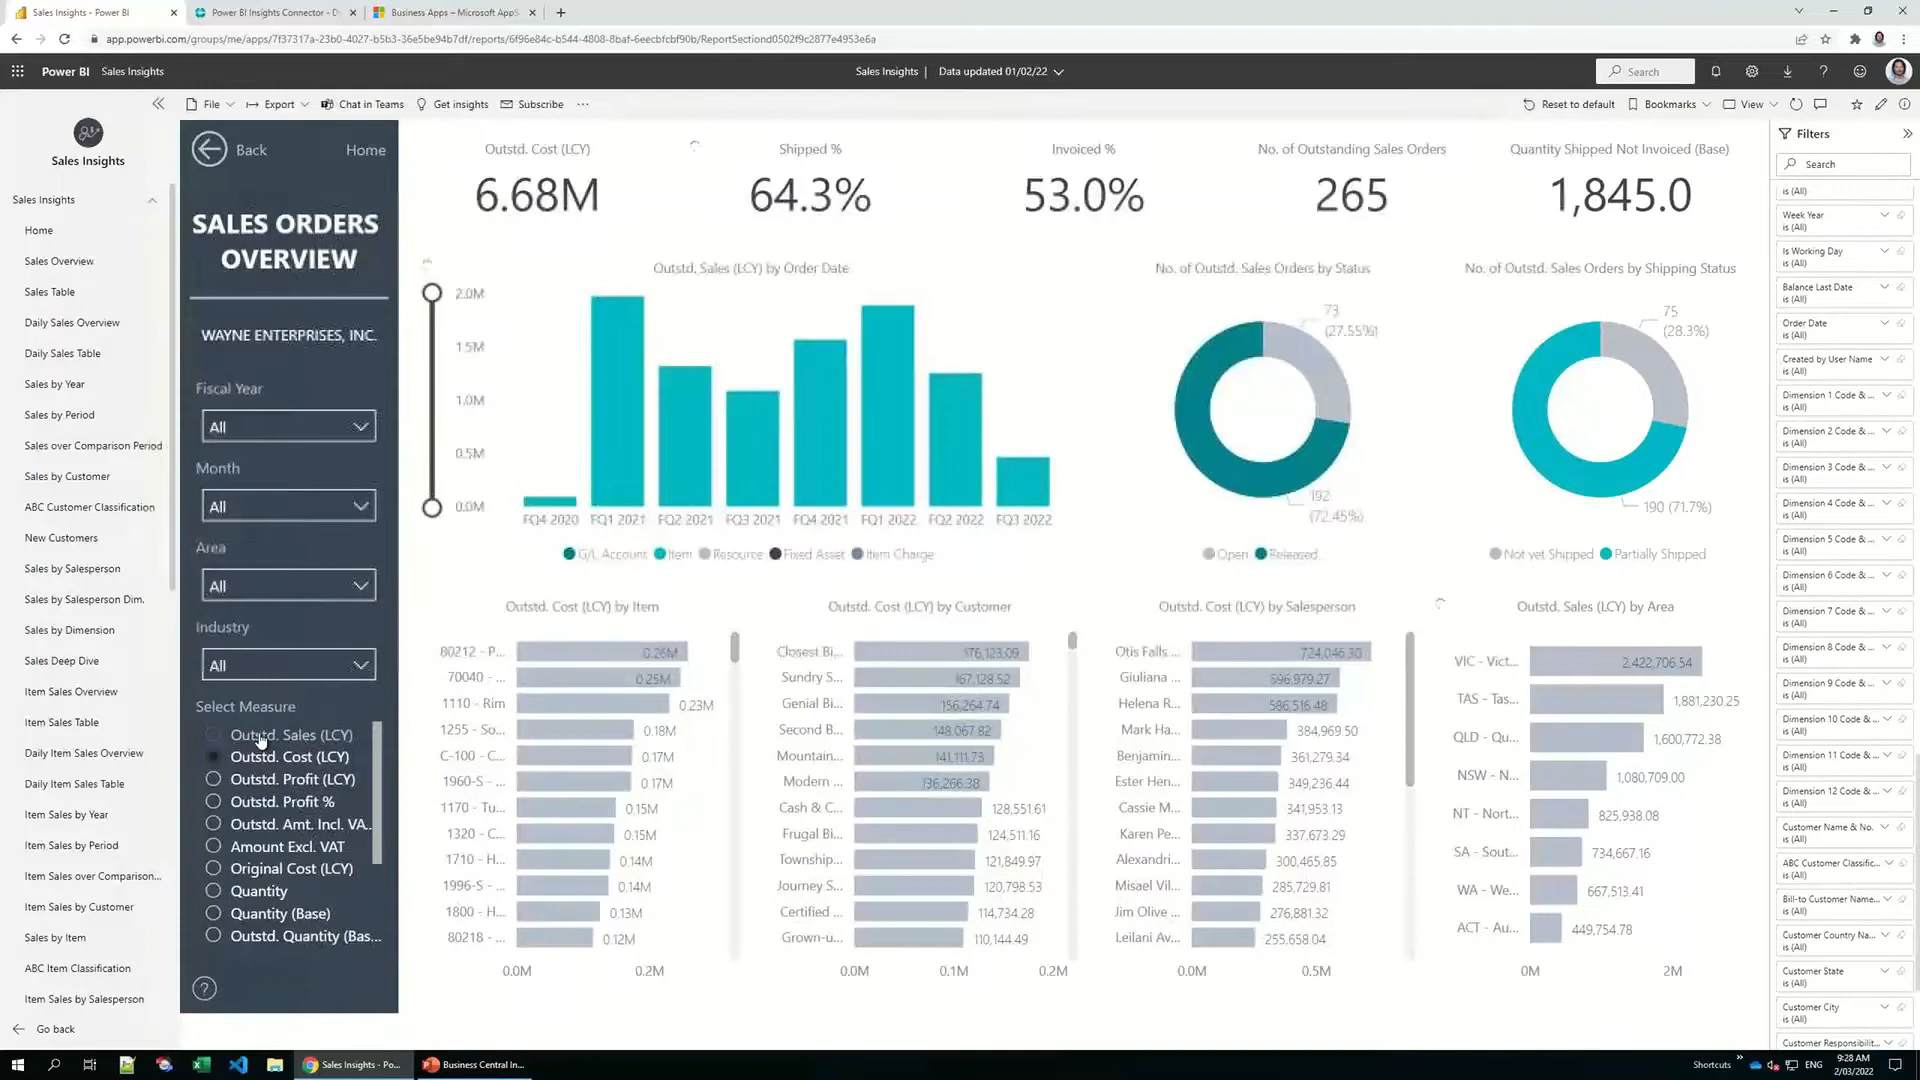 Sales Insights - Power BI
Power BI Insights Connector - D
Business Apps – Microsoft AppS
app.powerbi.com/groups/me/apps/7f37317a-23b0-4027-b5b3-36e5be94b7df/reports/6f96e84c-b544-4808-8baf-6eecbfcbf90b/ReportSectiond0502f9c2877e4953e6a
Power BI Sales Insights
Sales Insights | Data updated 01/02/22
Search
File Export Chat in Teams Get insights Subscribe ...
Reset to default Bookmarks View
Sales Insights
Sales Insights
Home
Sales Overview
Sales Table
Daily Sales Overview
Daily Sales Table
Sales by Year
Sales by Period
Sales over Comparison Period
Sales by Customer
ABC Customer Classification
New Customers
Sales by Salesperson
Sales by Salesperson Dim.
Sales by Dimension
Sales Deep Dive
Item Sales Overview
Item Sales Table
Daily Item Sales Overview
Daily Item Sales Table
Item Sales by Year
Item Sales by Period
Item Sales over Comparison...
Item Sales by Customer
Sales by Item
ABC Item Classification
Item Sales by Salesperson
Go back
Back Home
SALES ORDERS
OVERVIEW
WAYNE ENTERPRISES, INC.
Fiscal Year
All
Month
All
Area
All
Industry
All
Select Measure
Outstd. Sales (LCY)
Outstd. Cost (LCY)
Outstd. Profit (LCY)
Outstd. Profit %
Outstd. Amt. Incl. VA..
Amount Excl. VAT
Original Cost (LCY)
Quantity
Quantity (Base)
Outstd. Quantity (Bas...
?
Outstd. Cost (LCY)
6.68M
Shipped %
64.3%
Invoiced %
53.0%
No. of Outstanding Sales Orders
265
Quantity Shipped Not Invoiced (Base)
1,845.0
Outstd. Sales (LCY) by Order Date
2.0M
1.5M
1.0M
0.5M
0.0M
FQ4 2020 FQ1 2021 FQ2 2021 FQ3 2021 FQ4 2021 FQ1 2022 FQ2 2022 FQ3 2022
G/L Account Item Resource Fixed Asset Item Charge
No. of Outstd. Sales Orders by Status
73
(27.55%)
192
(72.45%)
Open Released
No. of Outstd. Sales Orders by Shipping Status
75
(28.3%)
190 (71.7%)
Not yet Shipped Partially Shipped
Outstd. Cost (LCY) by Item
80212 - P... 0.26M
70040 - ... 0.25M
1110 - Rim 0.23M
1255 - So... 0.18M
C-100 - C... 0.17M
1960-S - ... 0.17M
1170 - Tu... 0.15M
1320 - C... 0.15M
1710 - H... 0.14M
1996-S - ... 0.14M
1800 - H... 0.13M
80218 - ... 0.12M
0.0M 0.2M
Outstd. Cost (LCY) by Customer
Closest Bi... 176,123.09
Sundry S... 167,128.52
Genial Bi... 156,264.74
Second B... 148,067.82
Mountain... 141,111.73
Modern ... 136,266.38
Cash & C... 128,551.61
Frugal Bi... 124,511.16
Township... 121,849.97
Journey S... 120,798.53
Certified ... 114,734.28
Grown-u... 110,144.49
0.0M 0.1M 0.2M
Outstd. Cost (LCY) by Salesperson
Otis Falls ... 724,046.30
Giuliana ... 596,979.27
Helena R... 586,516.48
Mark Ha... 384,969.50
Benjamin... 361,279.34
Ester Hen... 349,236.44
Cassie M... 341,953.13
Karen Pe... 337,673.29
Alexandri... 300,465.85
Misael Vil... 285,729.81
Jim Olive ... 276,881.32
Leilani Av... 255,658.04
0.0M 0.5M
Outstd. Sales (LCY) by Area
VIC - Vict... 2,422,706.54
TAS - Tas... 1,881,230.25
QLD - Qu... 1,600,772.38
NSW - N... 1,080,709.00
NT - Nort... 825,938.08
SA - Sout... 734,667.16
WA - We... 667,513.41
ACT - Au... 449,754.78
0M 2M
Filters
Search
is (All)
Week Year
is (All)
Is Working Day
is (All)
Balance Last Date
is (All)
Order Date
is (All)
Created by User Name
is (All)
Dimension 1 Code & ...
is (All)
Dimension 2 Code & ...
is (All)
Dimension 3 Code & ...
is (All)
Dimension 4 Code & ...
is (All)
Dimension 5 Code & ...
is (All)
Dimension 6 Code & ...
is (All)
Dimension 7 Code & ...
is (All)
Dimension 8 Code & ...
is (All)
Dimension 9 Code & ...
is (All)
Dimension 10 Code & ...
is (All)
Dimension 11 Code & ...
is (All)
Dimension 12 Code & ...
is (All)
Customer Name & No.
is (All)
ABC Customer Classific...
is (All)
Bill-to Customer Name...
is (All)
Customer Country Na...
is (All)
Customer State
is (All)
Customer City
is (All)
Customer Responsibilit...
Sales Insights - Po...
Business Central In...
Shortcuts
ENG
9:28 AM
2/03/2022